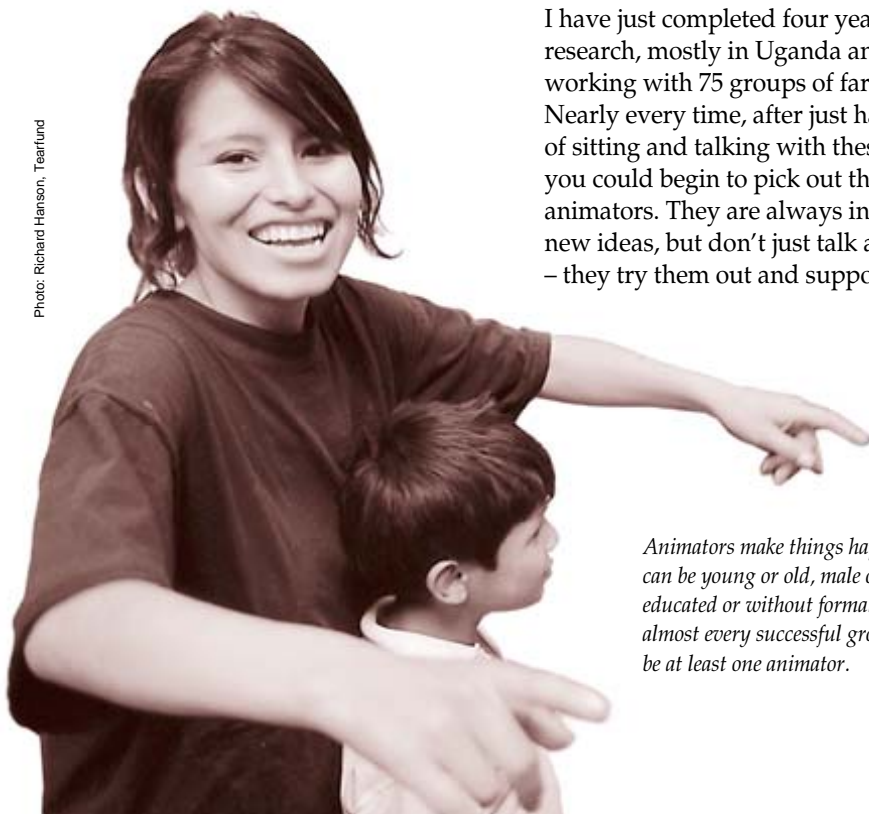 I have just completed four
research, mostly in Uganda
working with 75 groups of
Nearly every time, after just
of sitting and talking with
you could begin to pick out
animators. They are always
new ideas, but don’t just talk
– they try them out and
Animators make things
can be young or old, male
educated or without
almost every successful
be at least one animator.
Photo: Richard Hanson, Tearfund